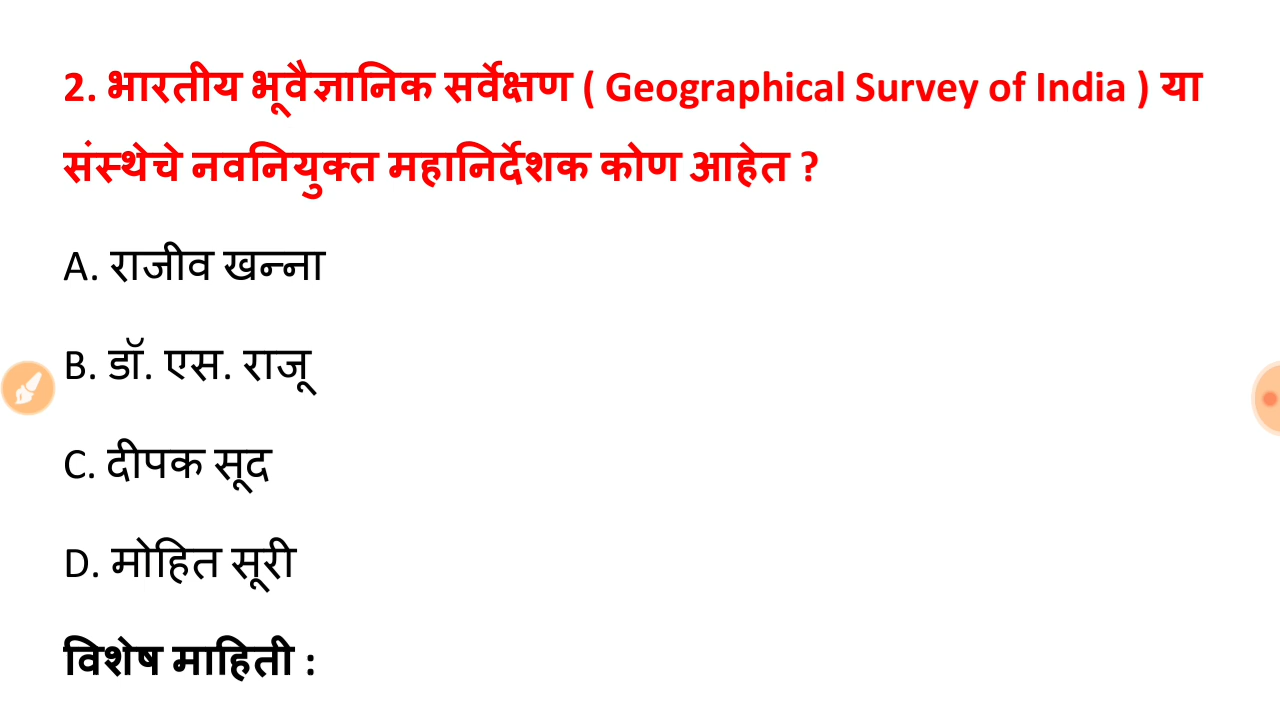 2. भारतीय भूवैज्ञानिक सर्वेक्षण ( Geographical Survey of India ) या
संस्थेचे नवनियुक्त महानिर्देशक कोण आहेत ?
A. राजीव खन्ना
B. डॉ. एस. राजू
C. दीपक सूद
D. मोहित सूरी
विशेष माहिती :